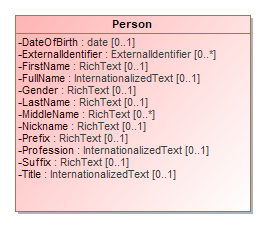 Person
-DateOfBirth : date [0..1]
-ExternalIdentifier : ExternalIdentifier [0..*]
-FirstName : RichText [0..1]
-FullName : InternationalizedText [0..1]
-Gender : RichText [0..1]
-LastName : RichText [0..1]
-MiddleName : RichText [0..*]
-Nickname : RichText [0..1]
-Prefix : RichText [0..1]
-Profession : InternationalizedText [0..1]
-Suffix : RichText [0..1]
-Title : InternationalizedText [0..1]